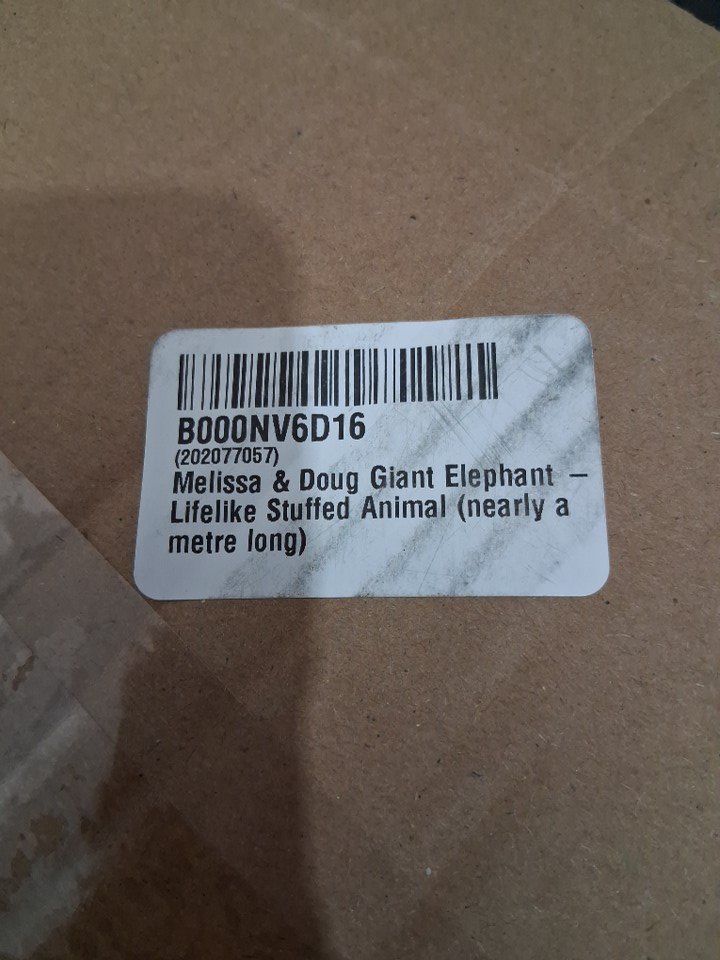 B000NV6D16
(202077057)
Melissa & Doug Giant Elephant –
Lifelike Stuffed Animal (nearly a
metre long)